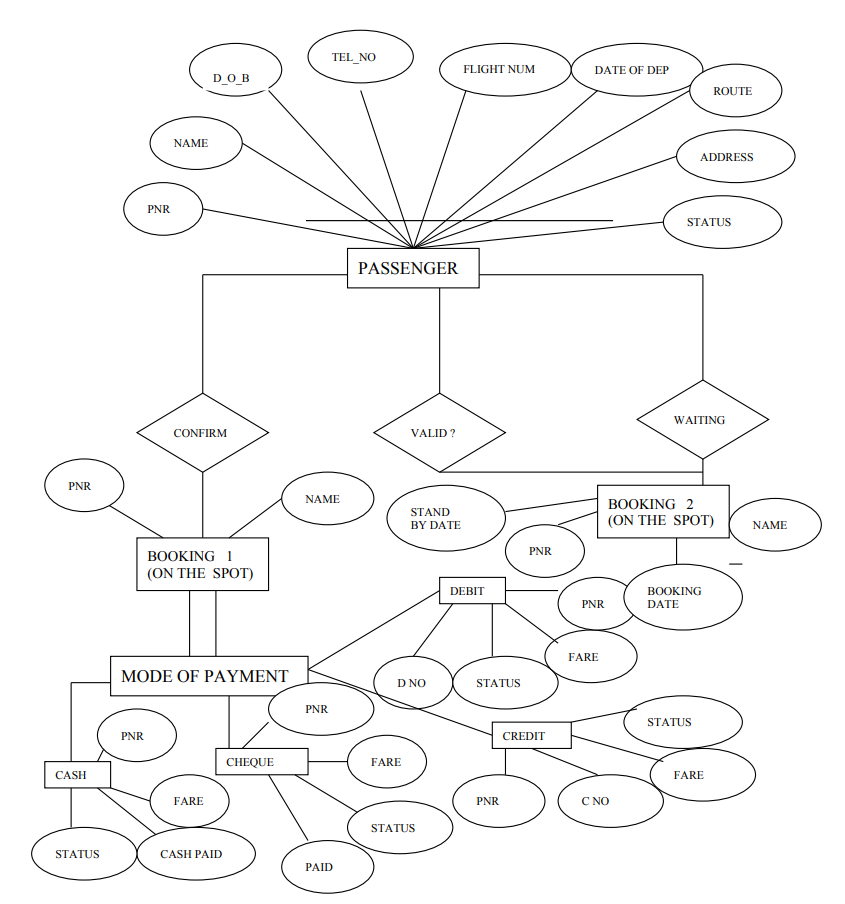 TEL_NO
D_O_B
FLIGHT NUM
DATE OF DEP
ROUTE
NAME
ADDRESS
PNR
STATUS
PASSENGER
CONFIRM
VALID ?
WAITING
PNR
NAME
STAND
BY DATE
BOOKING 2
(ON THE SPOT)
NAME
PNR
BOOKING 1
(ON THE SPOT)
DEBIT
PNR
BOOKING
DATE
FARE
MODE OF PAYMENT
D NO
STATUS
PNR
STATUS
PNR
CREDIT
CASH
CHEQUE
FARE
FARE
FARE
PNR
C NO
STATUS
STATUS
CASH PAID
PAID